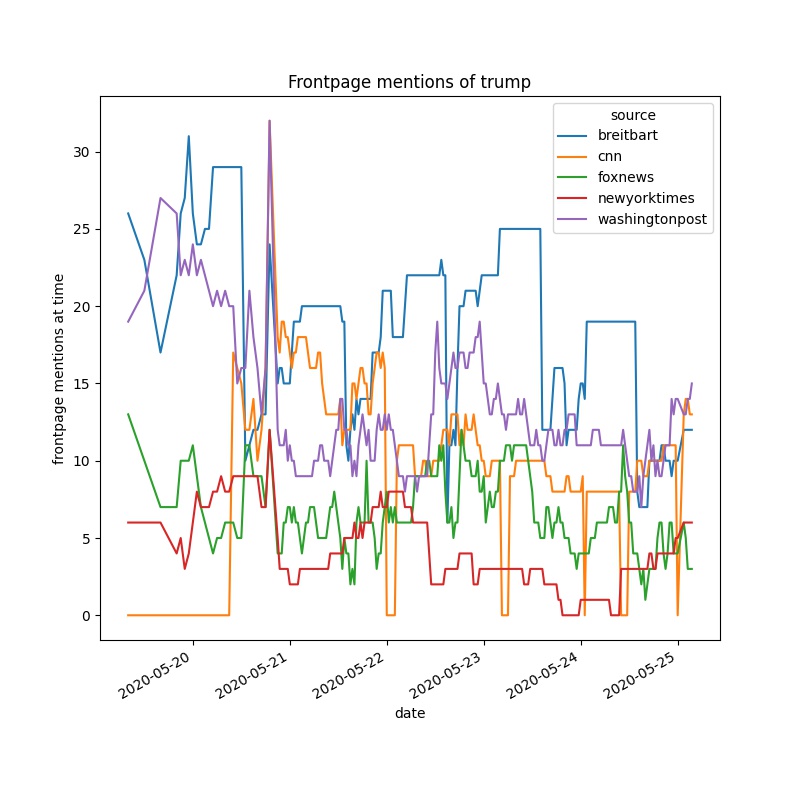 Frontpage mentions of trump
source
breitbart
cnn
foxnews
newyorktimes
washingtonpost
frontpage mentions at time
30
25
20
15
10
5
0
2020-05-20
2020-05-21
2020-05-22
2020-05-23
2020-05-24
2020-05-25
date